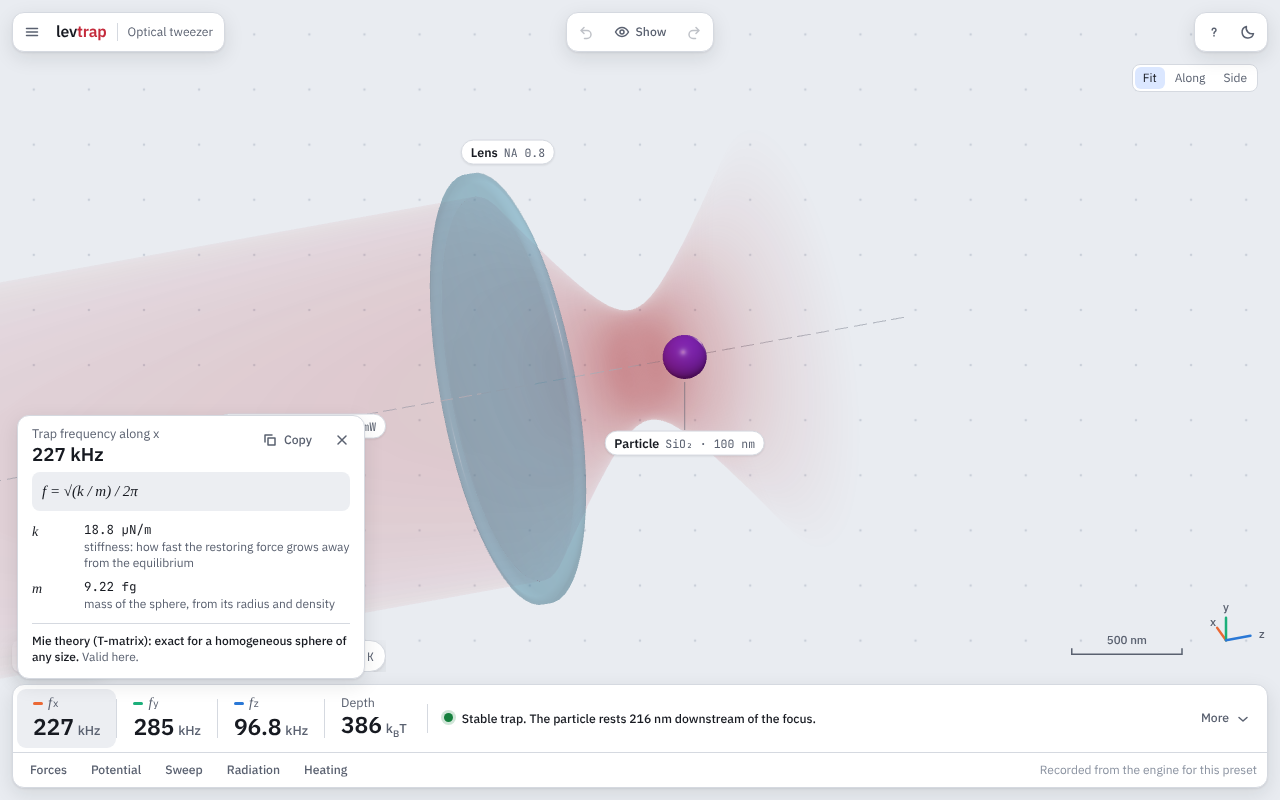 levtrap Optical tweezer
Show
?
Fit Along Side
Lens NA 0.8
mW
Particle SiO₂ · 100 nm
Trap frequency along x
227 kHz
Copy
f = √(k / m) / 2π
k 18.8 µN/m
stiffness: how fast the restoring force grows away
from the equilibrium
m 9.22 fg
mass of the sphere, from its radius and density
Mie theory (T-matrix): exact for a homogeneous sphere of
any size. Valid here.
K
500 nm
y
x
z
fx
227 kHz
fy
285 kHz
fz
96.8 kHz
Depth
386 kBT
Stable trap. The particle rests 216 nm downstream of the focus.
More
Forces Potential Sweep Radiation Heating
Recorded from the engine for this preset